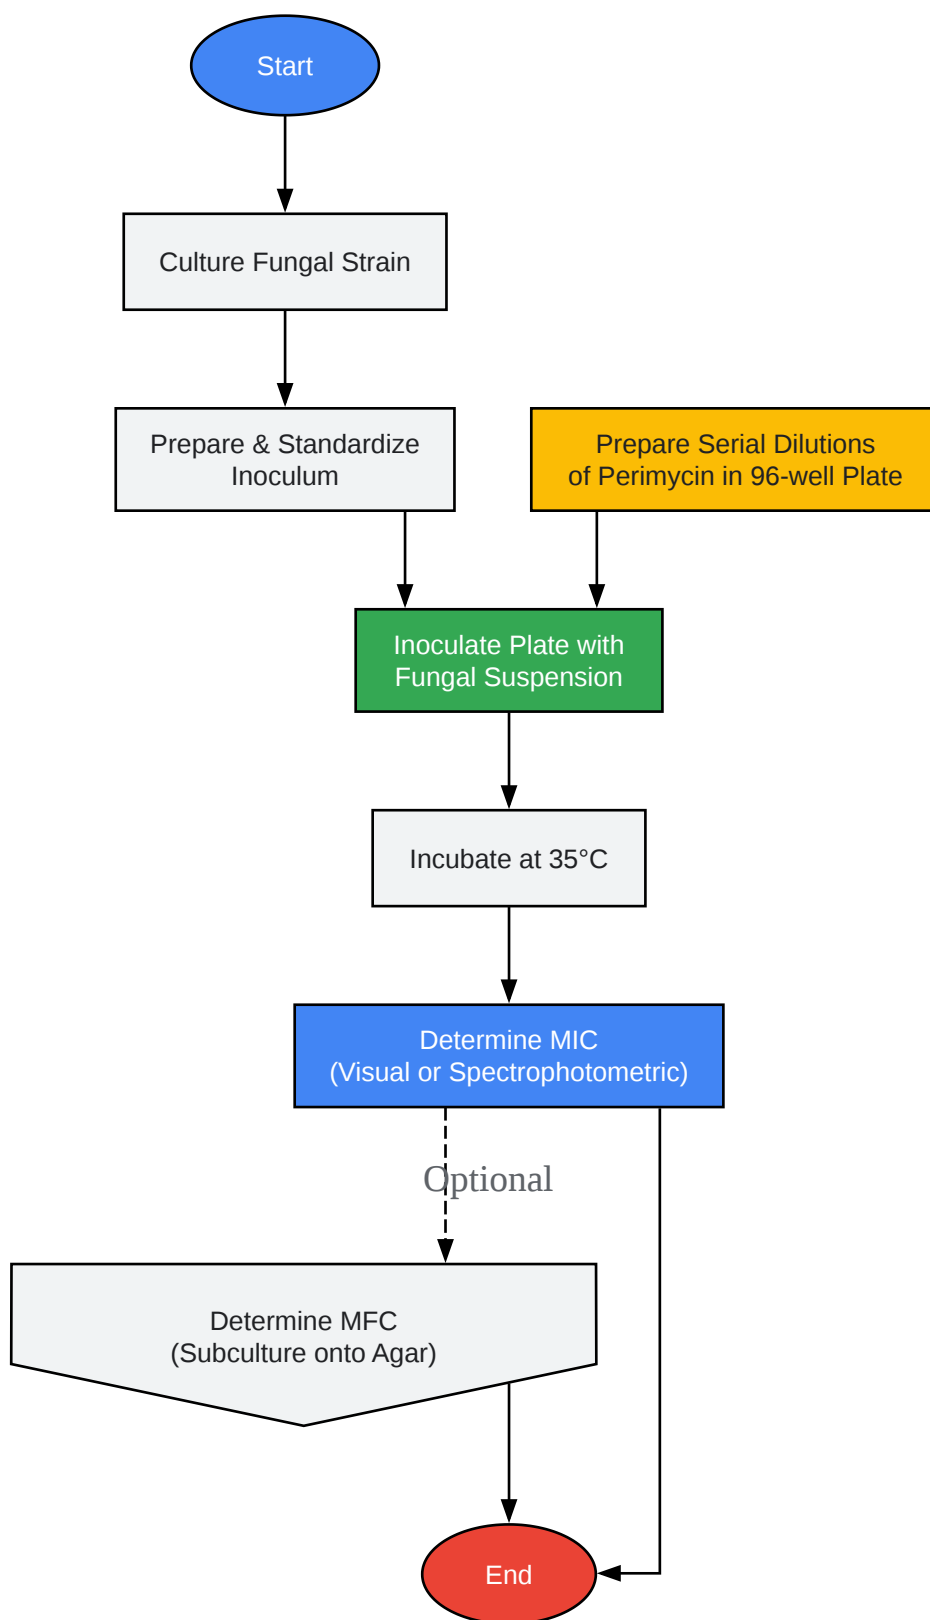 Start
Culture Fungal Strain
Prepare & Standardize
Inoculum
Prepare Serial Dilutions
of Perimycin in 96-well Plate
Inoculate Plate with
Fungal Suspension
Incubate at 35°C
Determine MIC
(Visual or Spectrophotometric)
Optional
Determine MFC
(Subculture onto Agar)
End